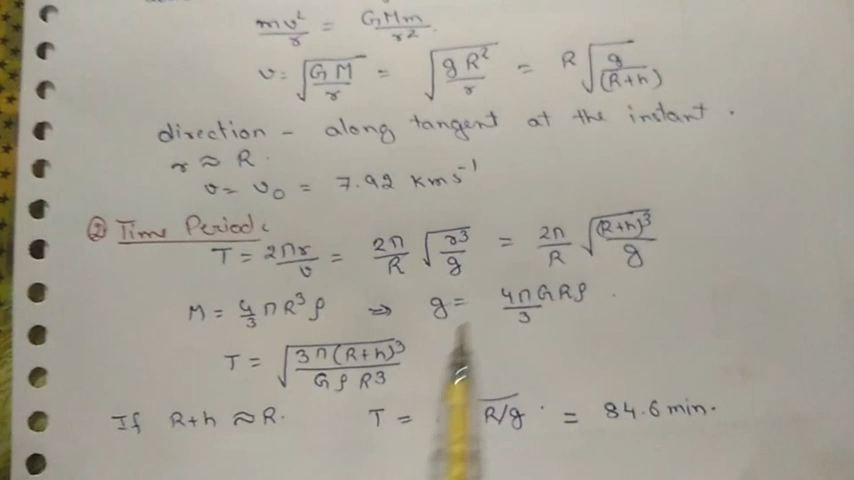 mv²/r = GMm/r².
v = √(GM/r) = √(gR²/r) = R √(g/(R+h))
direction - along tangent at the instant.
r ≈ R.
v = v₀ = 7.92 kms⁻¹
② Time Period:
T = 2πr/v = 2π/R √(r³/g) = 2π/R √((R+h)³/g)
M = 4/3 πR³ρ ⇒ g = 4πGRρ/3
T = √(3π(R+h)³/GρR³)
If R+h ≈ R. T = R/g = 84.6 min.